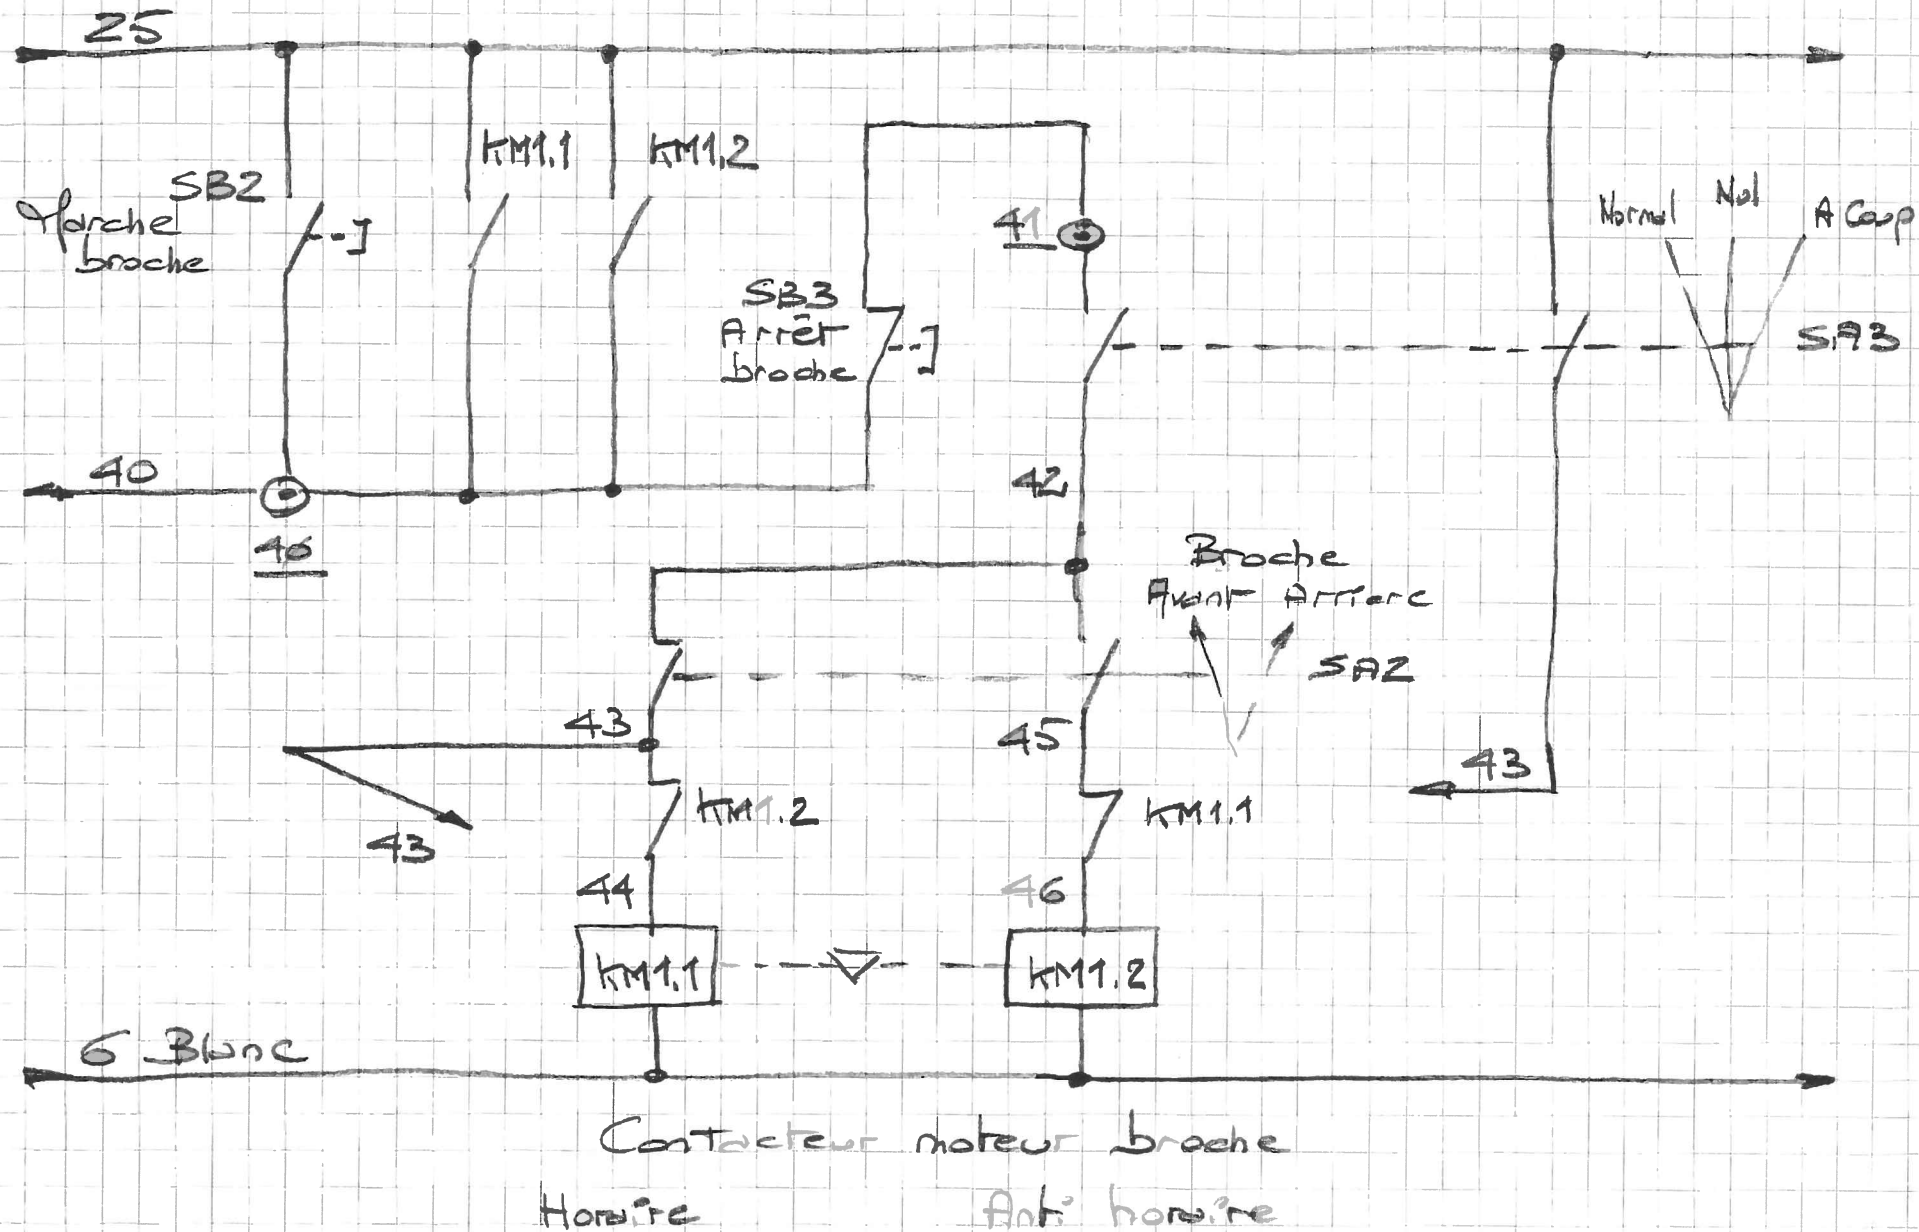 25
KM1.1
KM1.2
SB2
Marche
broche
41
Normal
Nul
A Coup
SB3
Arrêt
broche
SA3
40
42
40
Broche
Avant Arriere
SA2
43
45
43
KM1.2
KM1.1
43
44
46
KM1.1
KM1.2
6 Blanc
Contacteur moteur broche
Horaire
Anti horaire